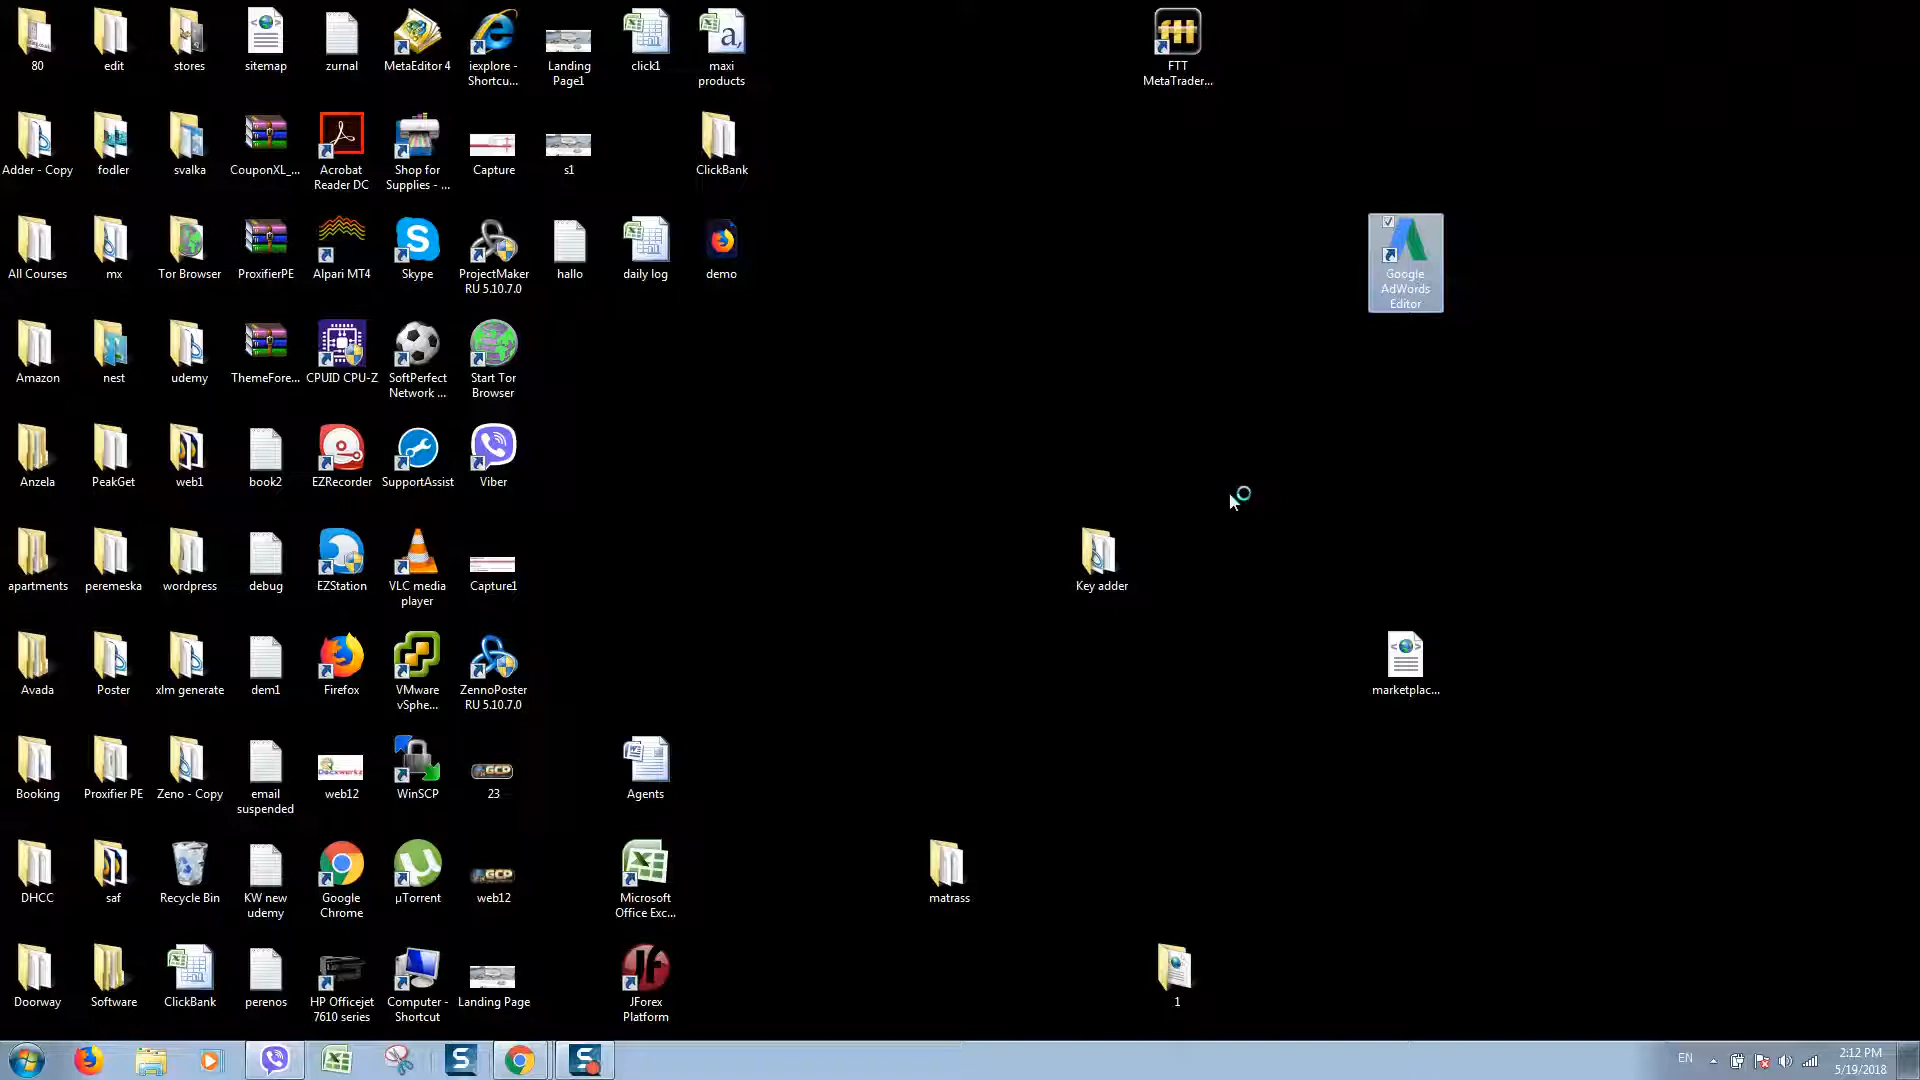 80
edit
stores
sitemap
zurnal
MetaEditor 4
iexplore -
Shortcu...
Landing
Page1
click1
maxi
products
FTT
MetaTrader...
Adder - Copy
fodler
svalka
CouponXL_...
Acrobat
Reader DC
Shop for
Supplies - ...
Capture
s1
ClickBank
All Courses
mx
Tor Browser
ProxifierPE
Alpari MT4
Skype
ProjectMaker
RU 5.10.7.0
hallo
daily log
demo
Google
AdWords
Editor
Amazon
nest
udemy
ThemeFore...
CPUID CPU-Z
SoftPerfect
Network ...
Start Tor
Browser
Anzela
PeakGet
web1
book2
EZRecorder
SupportAssist
Viber
apartments
peremeska
wordpress
debug
EZStation
VLC media
player
Capture1
Key adder
Avada
Poster
xlm generate
dem1
Firefox
VMware
vSphe...
ZennoPoster
RU 5.10.7.0
marketplac...
Booking
Proxifier PE
Zeno - Copy
email
suspended
web12
WinSCP
23
Agents
DHCC
saf
Recycle Bin
KW new
udemy
Google
Chrome
µTorrent
web12
Microsoft
Office Exc...
matrass
Doorway
Software
ClickBank
perenos
HP Officejet
7610 series
Computer -
Shortcut
Landing Page
JForex
Platform
1
EN
2:12 PM
5/19/2018